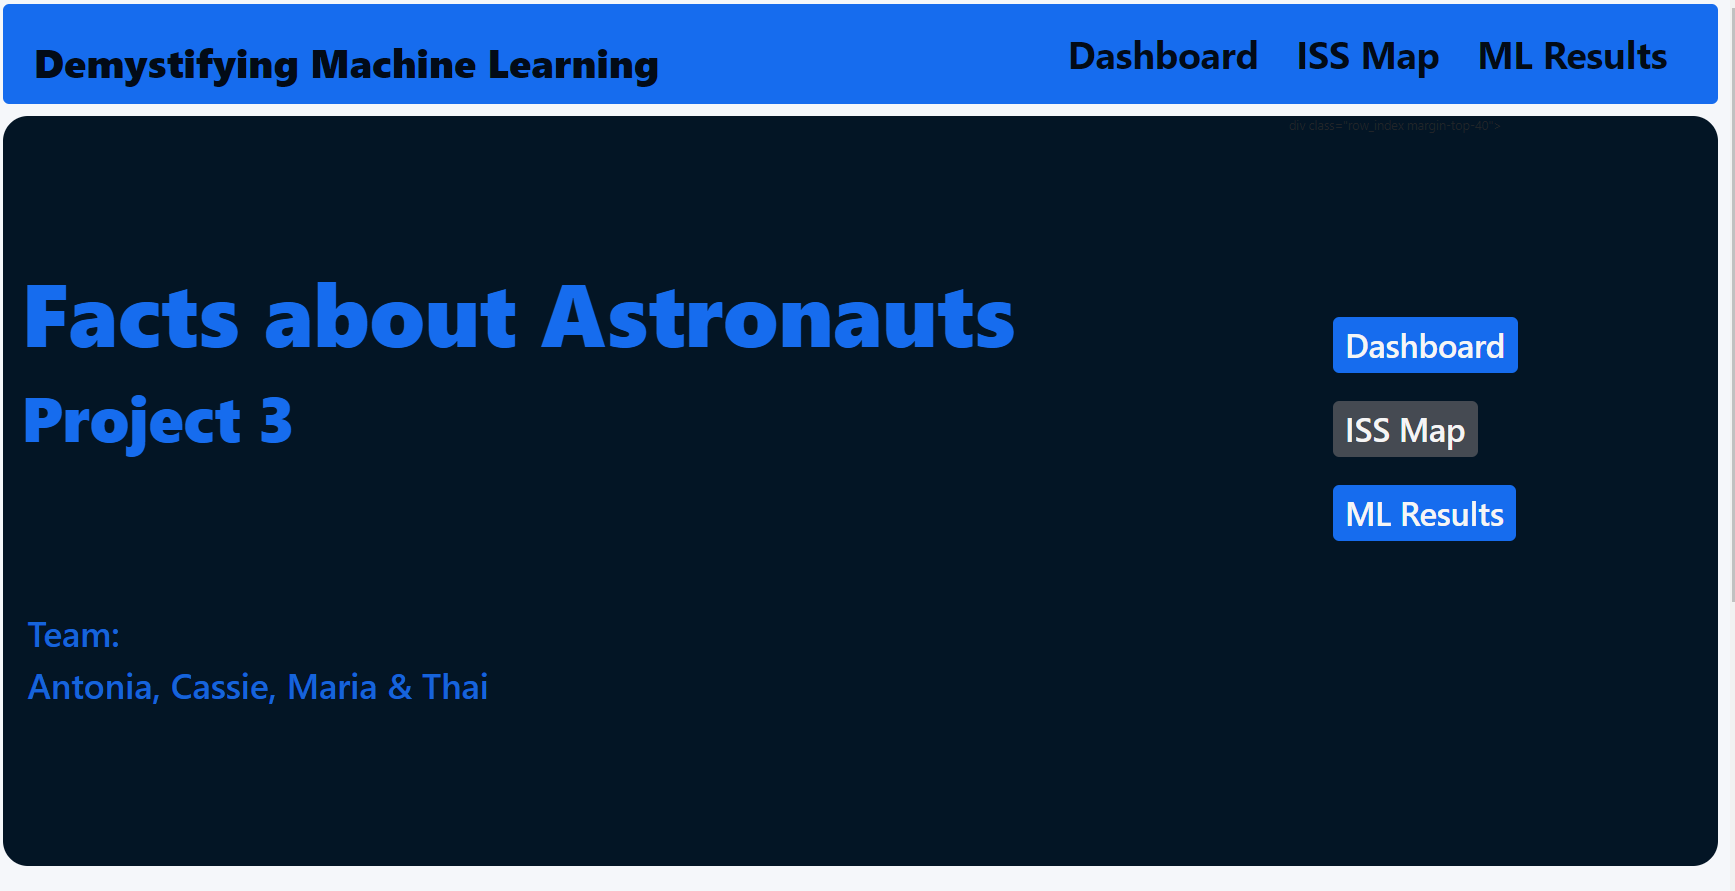 Demystifying Machine Learning
Dashboard ISS Map ML Results
div class="row_index margin-top-40">
Facts about Astronauts
Project 3
Dashboard
ISS Map
ML Results
Team:
Antonia, Cassie, Maria & Thai